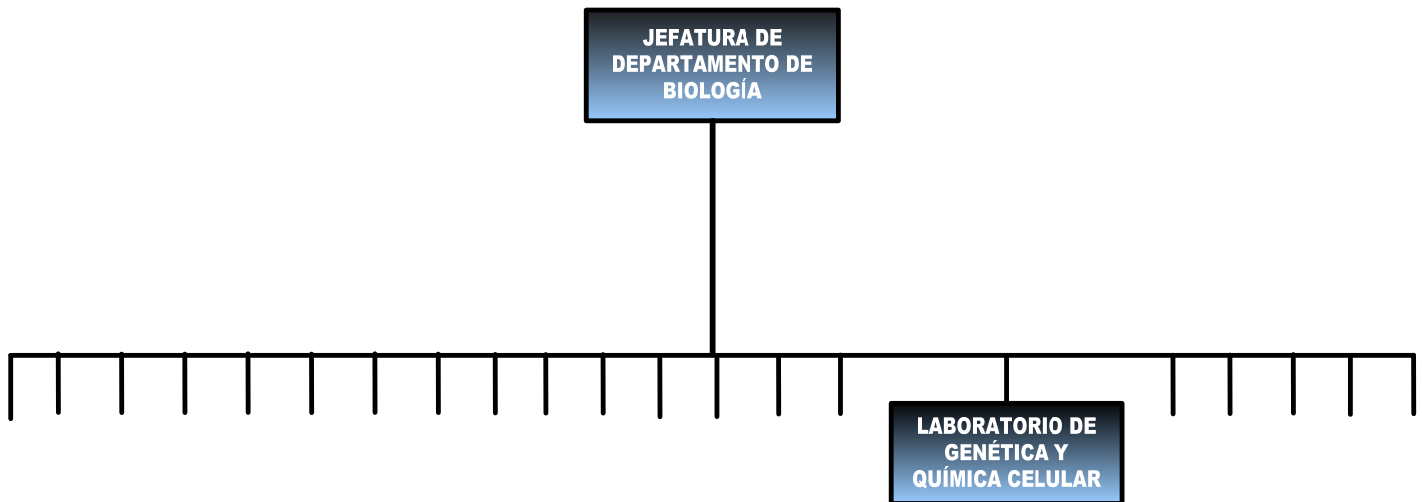 JEFATURA DE
DEPARTAMENTO DE
BIOLOGÍA
LABORATORIO DE
GENÉTICA Y
QUÍMICA CELULAR